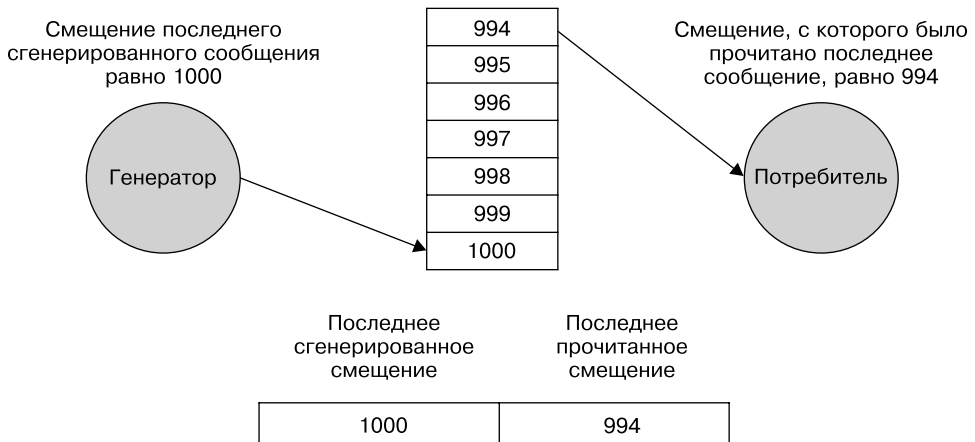 Смещение последнего
сгенерированного сообщения
равно 1000
Генератор
994
995
996
997
998
999
1000
Смещение, с которого было
прочитано последнее
сообщение, равно 994
Потребитель
Последнее
сгенерированное
смещение
Последнее
прочитанное
смещение
1000
994